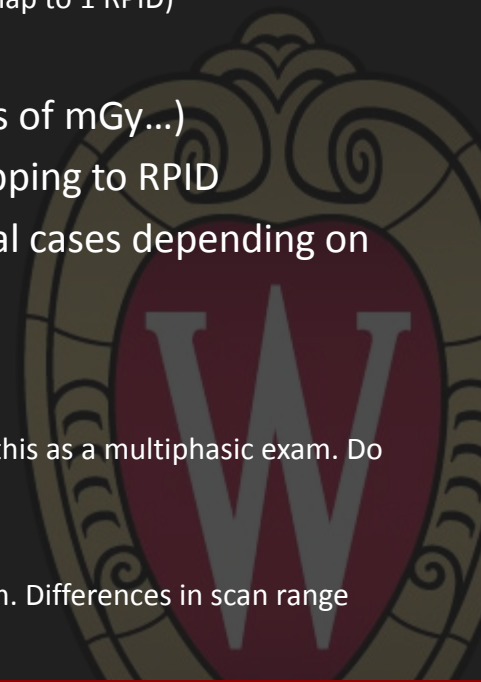 map to 1 RPID)
s of mGy...)
pping to RPID
al cases depending on
this as a multiphasic exam. Do
n. Differences in scan range
W